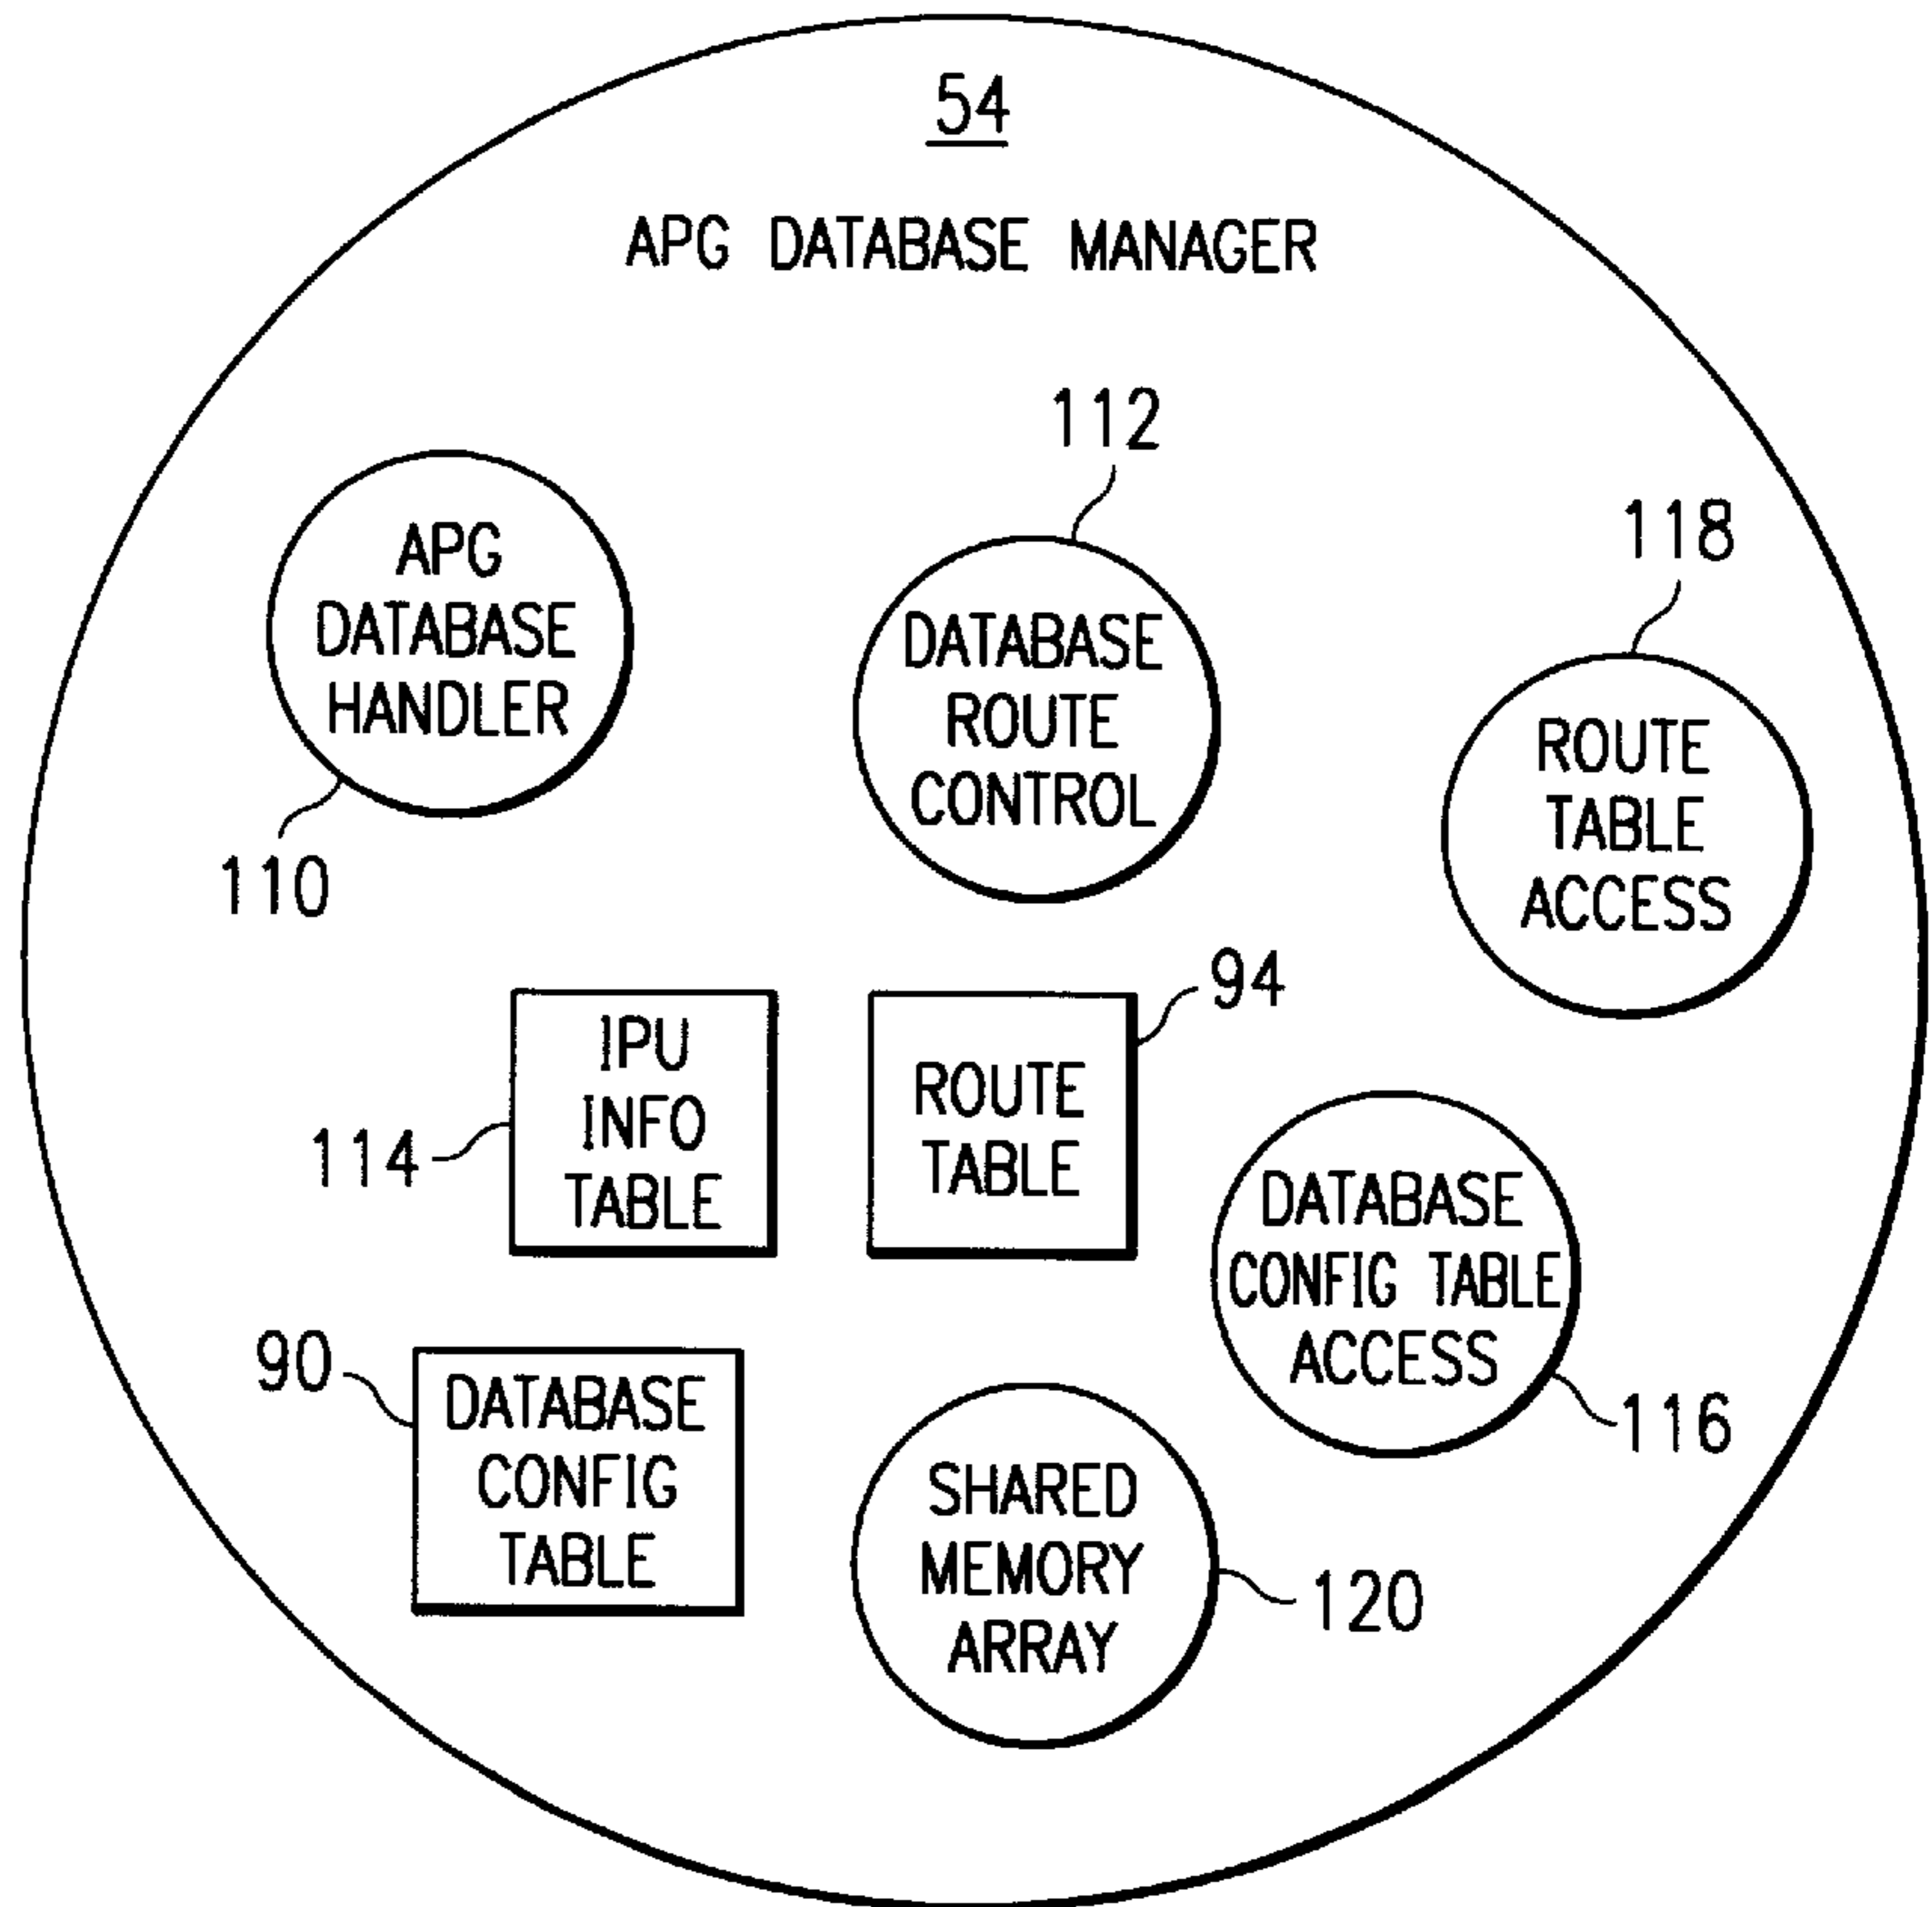 54
APG DATABASE MANAGER
112
118
APG
DATABASE
HANDLER
110
DATABASE
ROUTE
CONTROL
ROUTE
TABLE
ACCESS
94
IPU
INFO
TABLE
114
ROUTE
TABLE
DATABASE
CONFIG TABLE
ACCESS
116
90
DATABASE
CONFIG
TABLE
SHARED
MEMORY
ARRAY
120